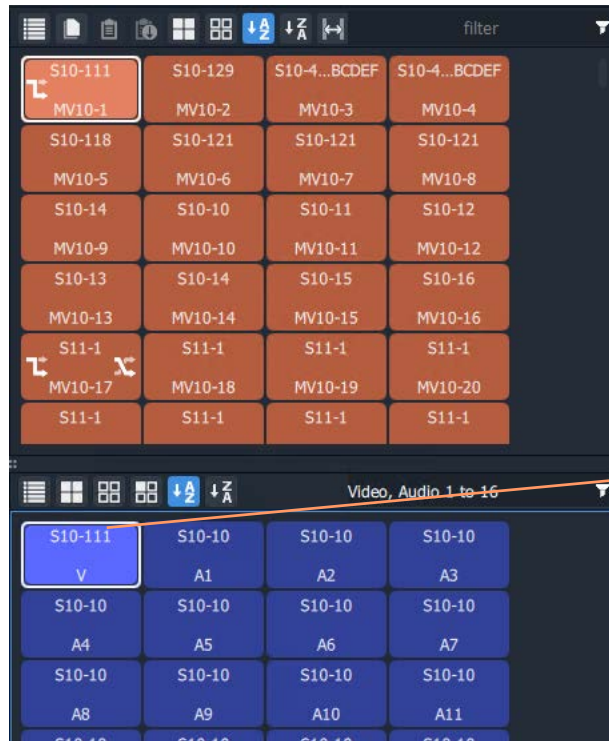 filter
S10-111 S10-129 S10-4...BCDEF S10-4...BCDEF
MV10-1 MV10-2 MV10-3 MV10-4
S10-118 S10-121 S10-121 S10-121
MV10-5 MV10-6 MV10-7 MV10-8
S10-14 S10-10 S10-11 S10-12
MV10-9 MV10-10 MV10-11 MV10-12
S10-13 S10-14 S10-15 S10-16
MV10-13 MV10-14 MV10-15 MV10-16
S11-1 S11-1 S11-1 S11-1
MV10-17 MV10-18 MV10-19 MV10-20
S11-1 S11-1 S11-1 S11-1
Video, Audio 1 to 16
S10-111 S10-10 S10-10 S10-10
V A1 A2 A3
S10-10 S10-10 S10-10 S10-10
A4 A5 A6 A7
S10-10 S10-10 S10-10 S10-10
A8 A9 A10 A11